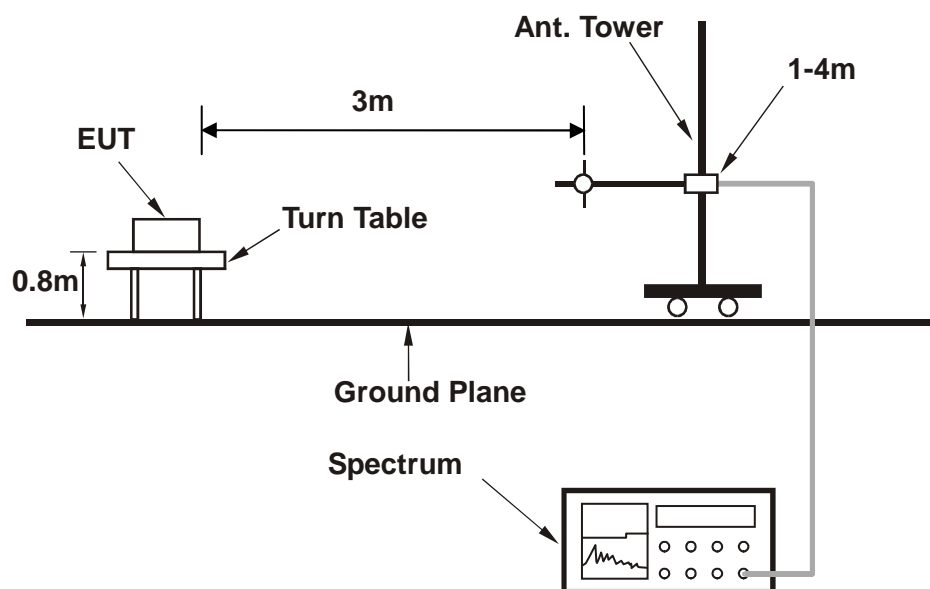 Ant. Tower
1-4m
3m
EUT
Turn Table
0.8m
Ground Plane
Spectrum